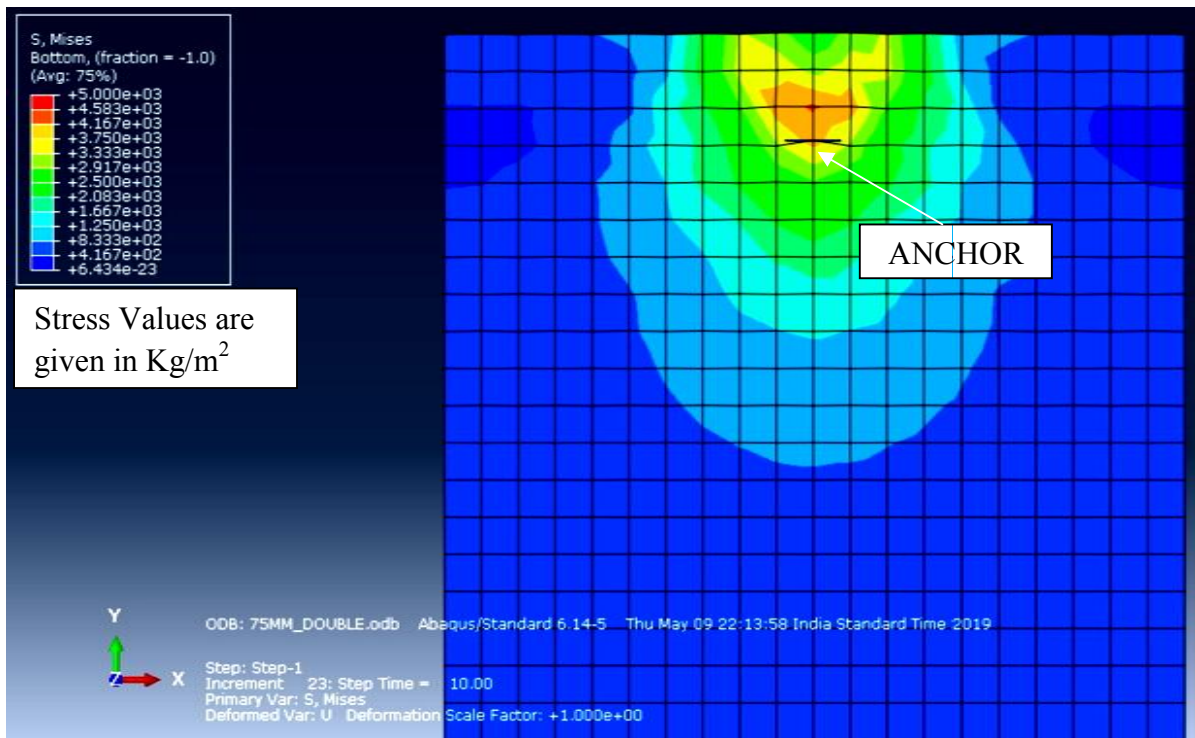 S, Mises
Bottom, (fraction = -1.0)
(Avg: 75%)
+5.000e+03
+4.583e+03
+4.167e+03
+3.750e+03
+3.333e+03
+2.917e+03
+2.500e+03
+2.083e+03
+1.667e+03
+1.250e+03
+8.333e+02
+4.167e+02
+6.434e-23
Stress Values are
given in Kg/m²
ANCHOR
Y
Z X
ODB: 75MM_DOUBLE.odb Abaqus/Standard 6.14-5 Thu May 09 22:13:58 India Standard Time 2019
Step: Step-1
Increment 23: Step Time = 10.00
Primary Var: S, Mises
Deformed Var: U Deformation Scale Factor: +1.000e+00